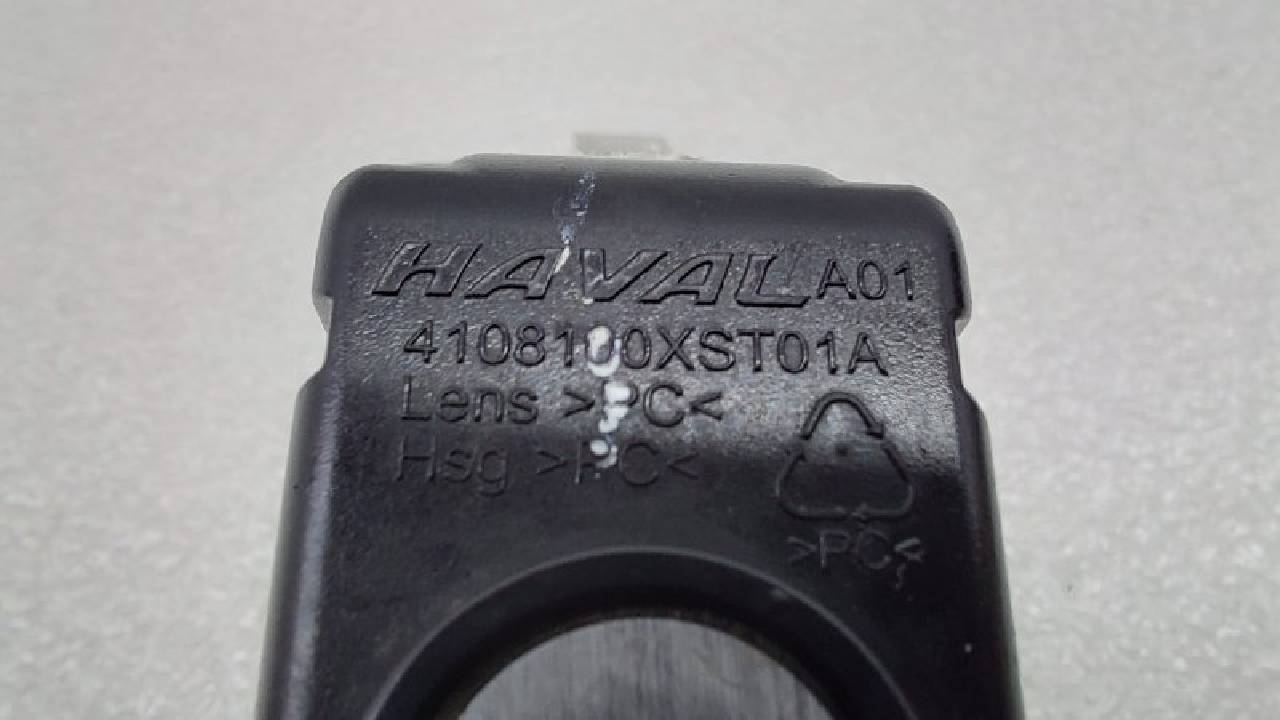 HAVAL A01
4108100XST01A
Lens >PC<
Hsg >PC<
>PC<